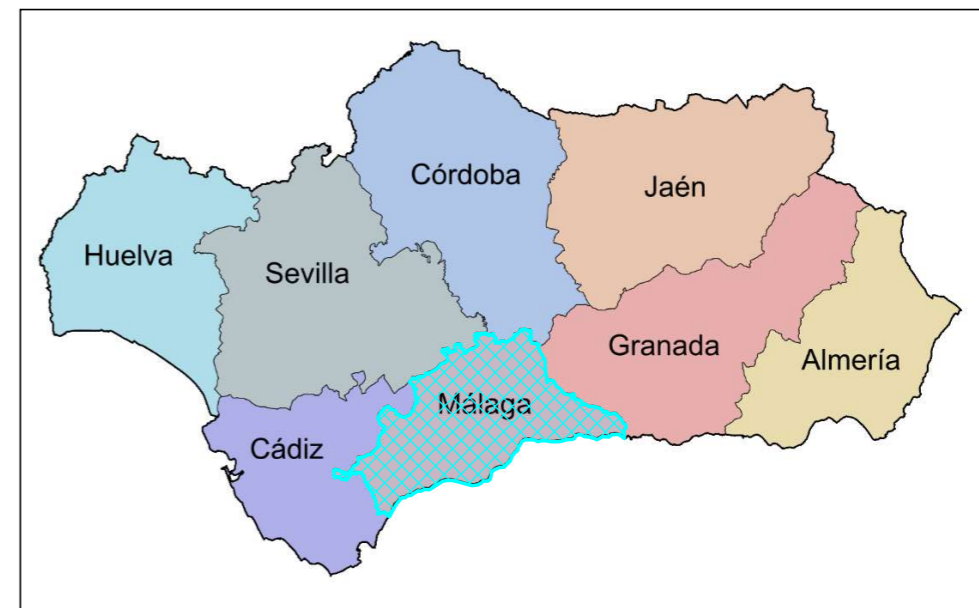 Córdoba
Jaén
Huelva
Sevilla
Granada
Almería
Málaga
Cádiz